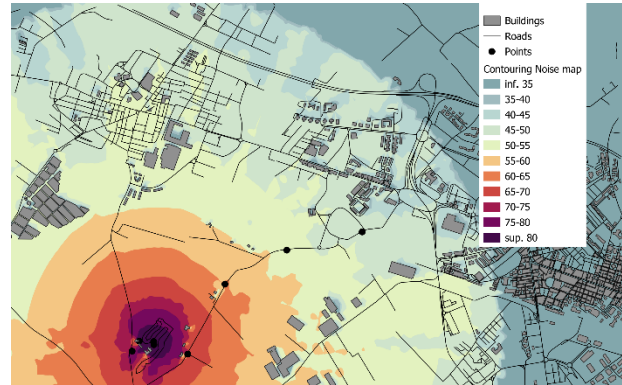 Buildings
Roads
Points
Contouring Noise map
inf. 35
35-40
40-45
45-50
50-55
55-60
60-65
65-70
70-75
75-80
sup. 80